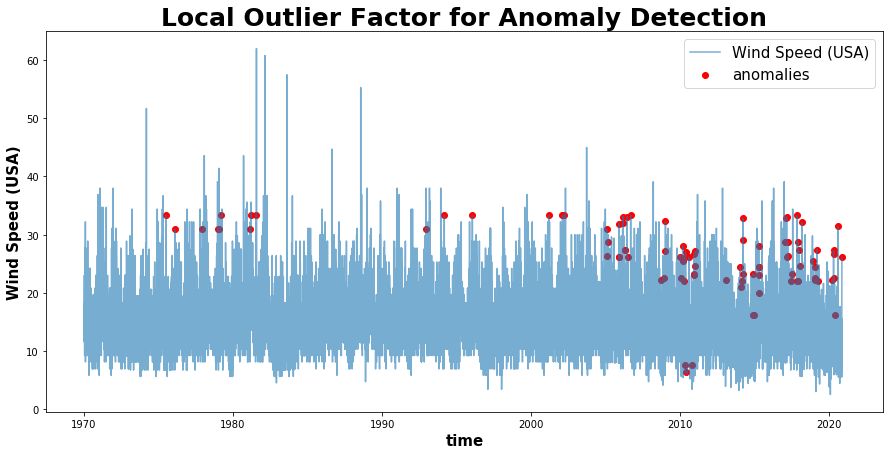 Local Outlier Factor for Anomaly Detection
Wind Speed (USA)
anomalies
Wind Speed (USA)
60
50
40
30
20
10
0
1970
1980
1990
2000
2010
2020
time